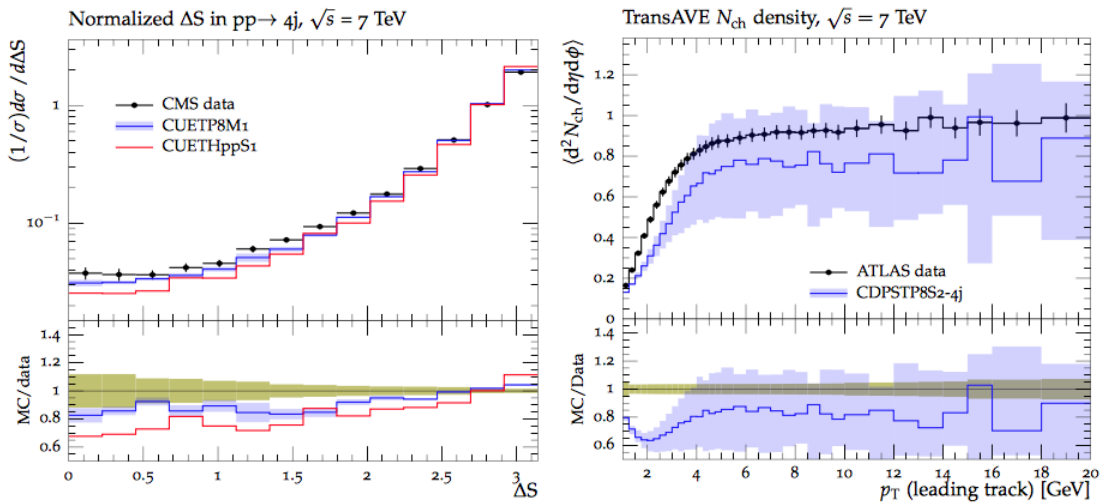 Normalized ΔS in pp→ 4j, √s = 7 TeV
(1/σ)dσ / dΔS
1
10⁻¹
CMS data
CUETP8M1
CUETHppS1
MC/data
1.4
1.2
1
0.8
0.6
0 0.5 1 1.5 2 2.5 3
ΔS
TransAVE Nch density, √s = 7 TeV
⟨d²Nch/dηdϕ⟩
1.2
1
0.8
0.6
0.4
0.2
0
ATLAS data
CDPSTP8S2-4j
MC/Data
1.4
1.2
1
0.8
0.6
2 4 6 8 10 12 14 16 18 20
pT (leading track) [GeV]